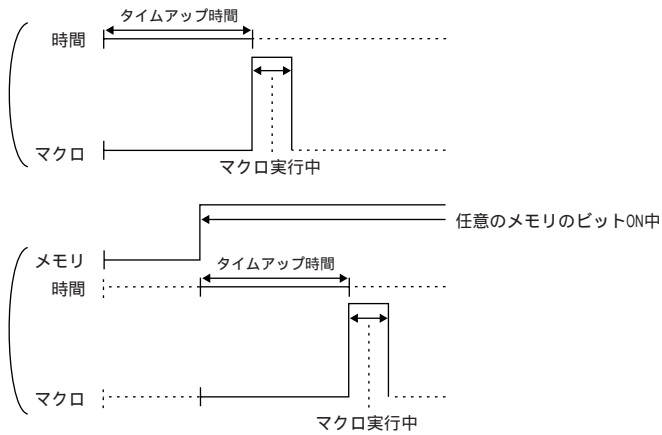 タイムアップ時間
時間
マクロ
マクロ実行中
任意のメモリのビットON中
メモリ
タイムアップ時間
時間
マクロ
マクロ実行中